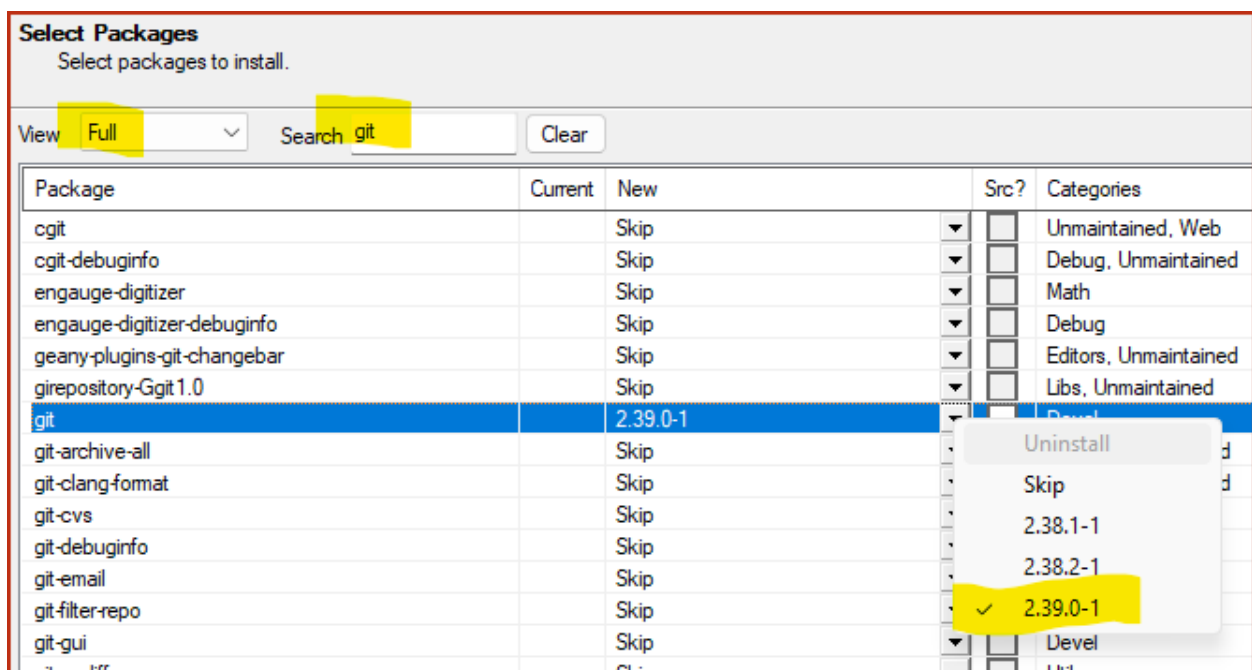 Select Packages
Select packages to install.
View Full Search git Clear
Package Current New Src? Categories
cgit Skip Unmaintained, Web
cgit-debuginfo Skip Debug, Unmaintained
engauge-digitizer Skip Math
engauge-digitizer-debuginfo Skip Debug
geany-plugins-git-changebar Skip Editors, Unmaintained
girepository-Ggit1.0 Skip Libs, Unmaintained
git 2.39.0-1
git-archive-all Skip Uninstall d
git-clang-format Skip Skip d
git-cvs Skip 2.38.1-1
git-debuginfo Skip
git-email Skip 2.38.2-1
git-filter-repo Skip 2.39.0-1
git-gui Skip Devel